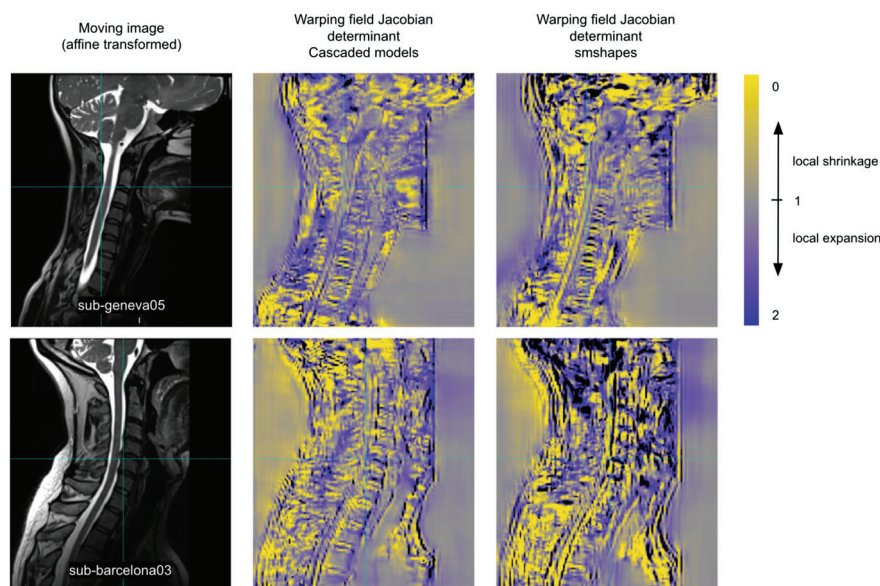 Moving image
(affine transformed)
Warping field Jacobian
determinant
Cascaded models
Warping field Jacobian
determinant
smshapes
0
local shrinkage
1
local expansion
2
sub-geneva05
sub-barcelona03